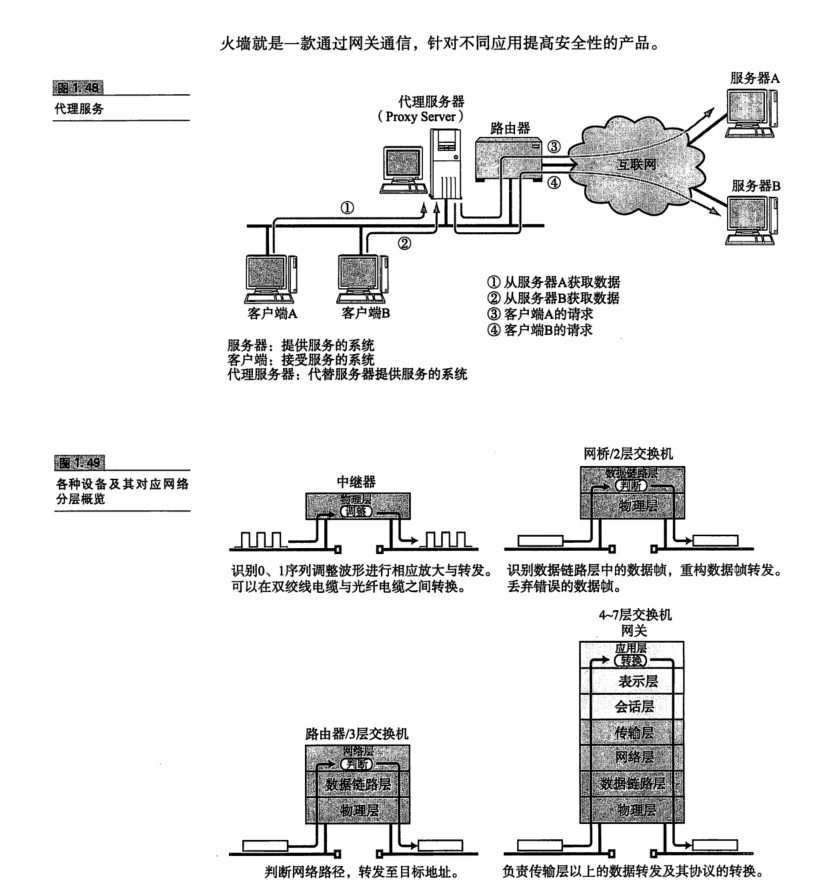 火墙就是一款通过网关通信，针对不同应用提高安全性的产品。
图1.48
代理服务
代理服务器
（Proxy Server）
路由器
服务器A
互联网
服务器B
③
④
①
②
客户端A
客户端B
①从服务器A获取数据
②从服务器B获取数据
③客户端A的请求
④客户端B的请求
服务器：提供服务的系统
客户端：接受服务的系统
代理服务器：代替服务器提供服务的系统
图1.49
各种设备及其对应网络
分层概览
中继器
物理层
调整
识别0、1序列调整波形进行相应放大与转发。
可以在双绞线电缆与光纤电缆之间转换。
网桥/2层交换机
数据链路层
判断
物理层
识别数据链路层中的数据帧，重构数据帧转发。
丢弃错误的数据帧。
路由器/3层交换机
网络层
判断
数据链路层
物理层
判断网络路径，转发至目标地址。
4~7层交换机
网关
应用层
转换
表示层
会话层
传输层
网络层
数据链路层
物理层
负责传输层以上的数据转发及其协议的转换。